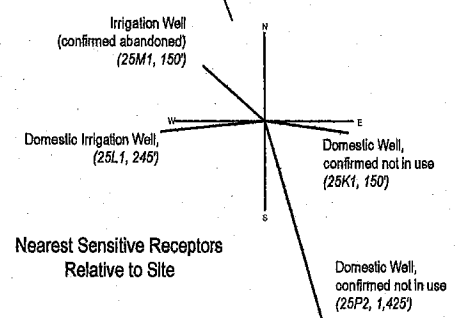 Irrigation Well
(confirmed abandoned)
(25M1, 150')
N
W
E
Domestic Irrigation Well,
(25L1, 245')
Domestic Well,
confirmed not in use
(25K1, 150')
S
Nearest Sensitive Receptors
Relative to Site
Domestic Well,
confirmed not in use
(25P2, 1,425')